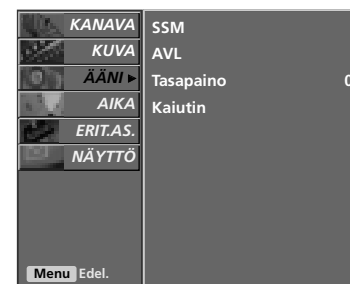 KANAVA
KUVA
ÄÄNI
AIKA
ERIT.AS.
NÄYTTÖ
Menu Edel.
SSM
AVL
Tasapaino 0
Kaiutin